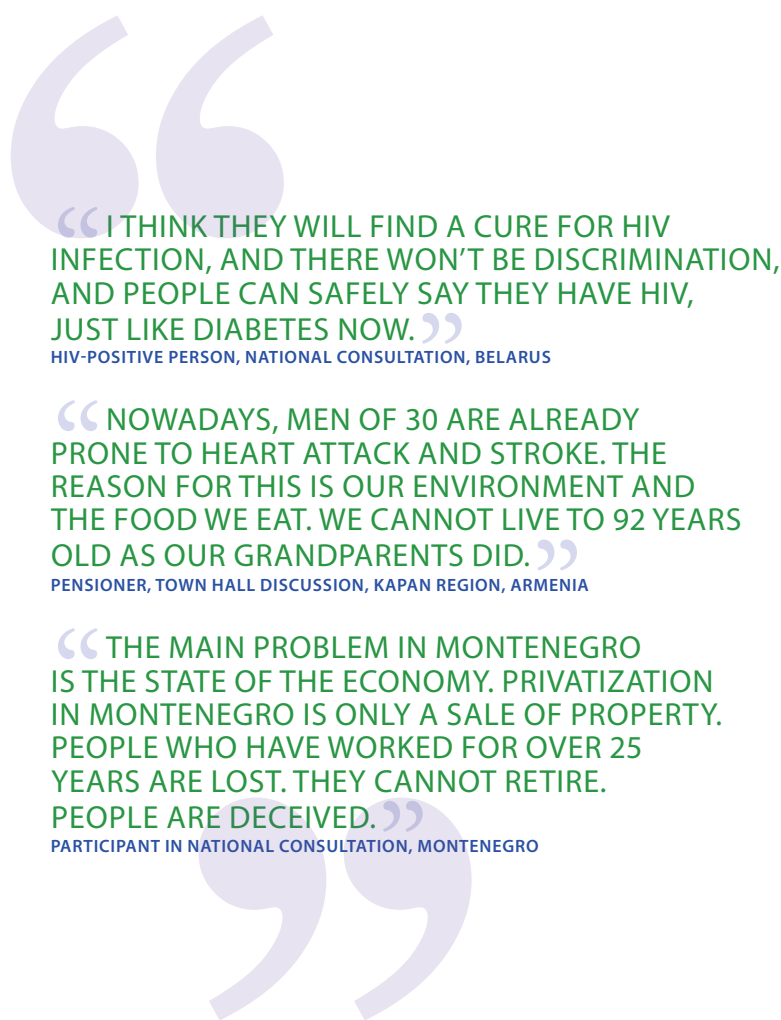 “ I THINK THEY WILL FIND A CURE FOR HIV
INFECTION, AND THERE WON’T BE DISCRIMINATION,
AND PEOPLE CAN SAFELY SAY THEY HAVE HIV,
JUST LIKE DIABETES NOW. ”
HIV-POSITIVE PERSON, NATIONAL CONSULTATION, BELARUS
“ NOWADAYS, MEN OF 30 ARE ALREADY
PRONE TO HEART ATTACK AND STROKE. THE
REASON FOR THIS IS OUR ENVIRONMENT AND
THE FOOD WE EAT. WE CANNOT LIVE TO 92 YEARS
OLD AS OUR GRANDPARENTS DID. ”
PENSIONER, TOWN HALL DISCUSSION, KAPAN REGION, ARMENIA
“ THE MAIN PROBLEM IN MONTENEGRO
IS THE STATE OF THE ECONOMY. PRIVATIZATION
IN MONTENEGRO IS ONLY A SALE OF PROPERTY.
PEOPLE WHO HAVE WORKED FOR OVER 25
YEARS ARE LOST. THEY CANNOT RETIRE.
PEOPLE ARE DECEIVED. ”
PARTICIPANT IN NATIONAL CONSULTATION, MONTENEGRO